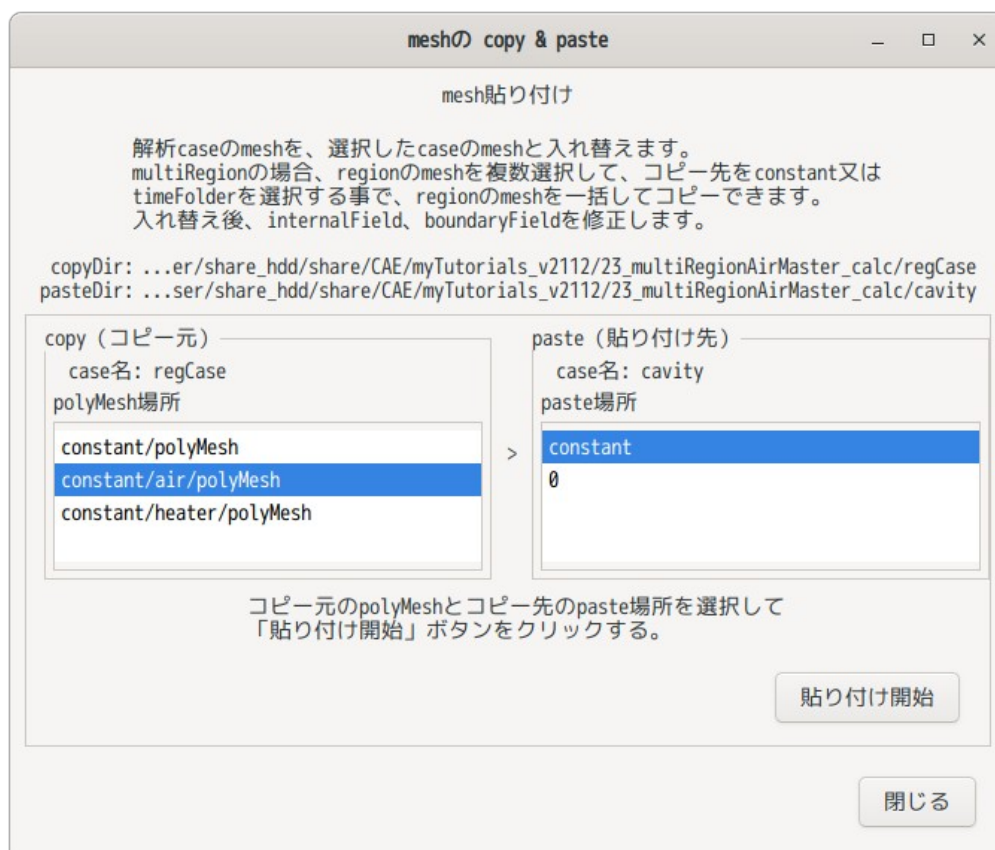 meshの copy & paste
mesh貼り付け
解析caseのmeshを、選択したcaseのmeshと入れ替えます。
multiRegionの場合、regionのmeshを複数選択して、コピー先をconstant又は
timeFolderを選択する事で、regionのmeshを一括してコピーできます。
入れ替え後、internalField、boundaryFieldを修正します。
copyDir: ...er/share_hdd/share/CAE/myTutorials_v2112/23_multiRegionAirMaster_calc/regCase
pasteDir: ...ser/share_hdd/share/CAE/myTutorials_v2112/23_multiRegionAirMaster_calc/cavity
copy (コピー元)
case名: regCase
polyMesh場所
constant/polyMesh
constant/air/polyMesh
constant/heater/polyMesh
>
paste (貼り付け先)
case名: cavity
paste場所
constant
0
コピー元のpolyMeshとコピー先のpaste場所を選択して
「貼り付け開始」ボタンをクリックする。
貼り付け開始
閉じる